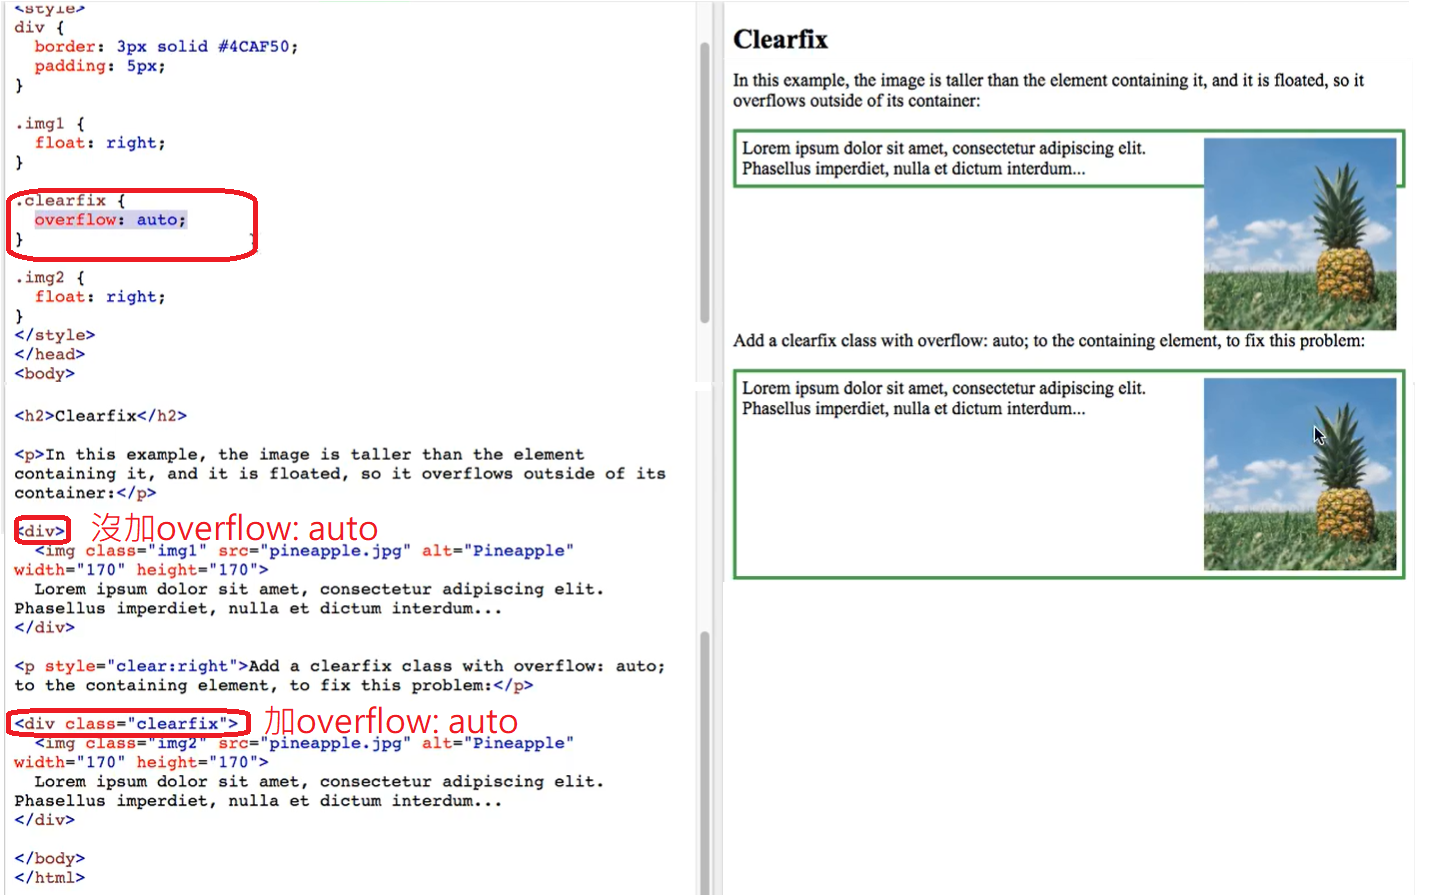 <style>
div {
  border: 3px solid #4CAF50;
  padding: 5px;
}
.img1 {
  float: right;
}
.clearfix {
  overflow: auto;
}
.img2 {
  float: right;
}
</style>
</head>
<body>
<h2>Clearfix</h2>
<p>In this example, the image is taller than the element
containing it, and it is floated, so it overflows outside of its
container:</p>
<div> 沒加overflow: auto
  <img class="img1" src="pineapple.jpg" alt="Pineapple"
width="170" height="170">
  Lorem ipsum dolor sit amet, consectetur adipiscing elit.
Phasellus imperdiet, nulla et dictum interdum...
</div>
<p style="clear:right">Add a clearfix class with overflow: auto;
to the containing element, to fix this problem:</p>
<div class="clearfix"> 加overflow: auto
  <img class="img2" src="pineapple.jpg" alt="Pineapple"
width="170" height="170">
  Lorem ipsum dolor sit amet, consectetur adipiscing elit.
Phasellus imperdiet, nulla et dictum interdum...
</div>
</body>
</html>
Clearfix
In this example, the image is taller than the element containing it, and it is floated, so it
overflows outside of its container:
Lorem ipsum dolor sit amet, consectetur adipiscing elit.
Phasellus imperdiet, nulla et dictum interdum...
Add a clearfix class with overflow: auto; to the containing element, to fix this problem:
Lorem ipsum dolor sit amet, consectetur adipiscing elit.
Phasellus imperdiet, nulla et dictum interdum...